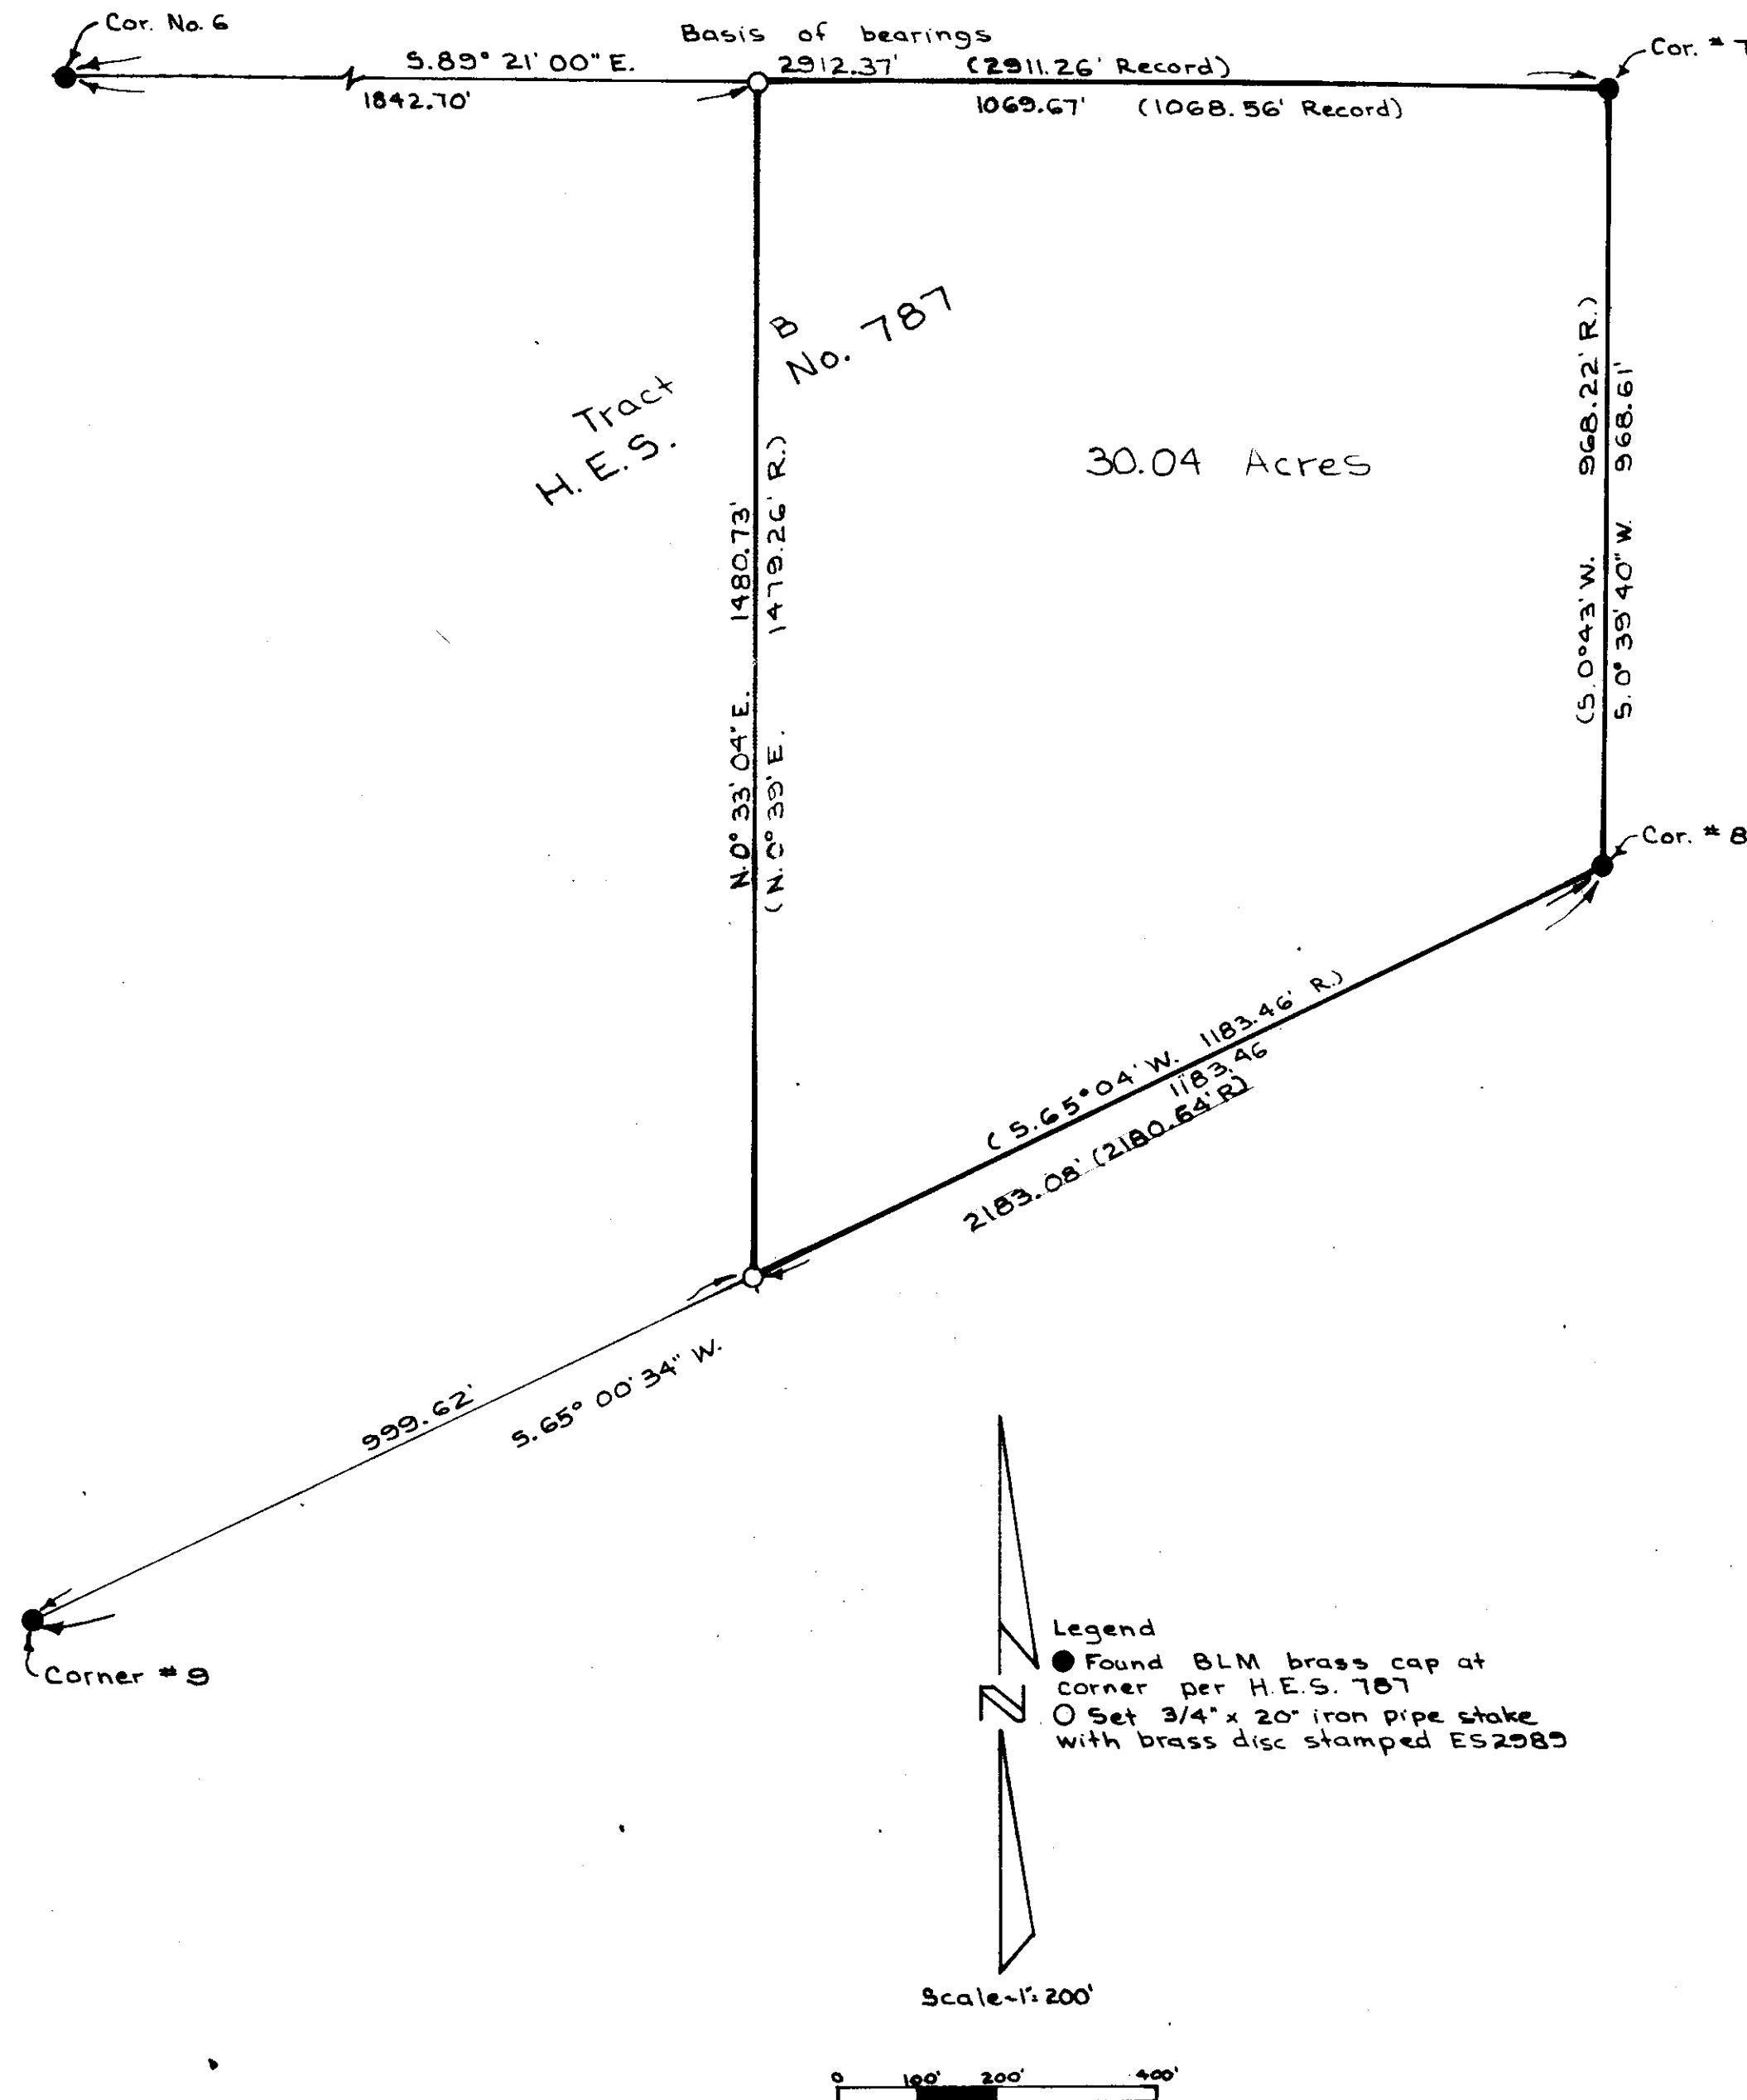 Cor. No. 6
Basis of bearings
S.89° 21' 00" E.
2912.37' (2911.26' Record)
Cor. # 7
1842.70'
1069.67' (1068.56' Record)
Tract B
H.E.S. No. 787
30.04 Acres
N.0° 33' 04" E. 1480.73'
(N.0° 39' E. 1479.26' R.)
(S.0° 43' W. 968.22' R.)
S.0° 39' 40" W. 968.61'
Cor. # 8
(S.65° 04' W. 1183.46' R.)
1183.46
2183.08' (2180.64' R)
999.62'
S.65° 00' 34" W.
Corner # 9
N
Legend
Found BLM brass cap at
corner per H.E.S. 787
Set 3/4" x 20" iron pipe stake
with brass disc stamped ES2989
Scale-1"=200'
0 100' 200' 400'